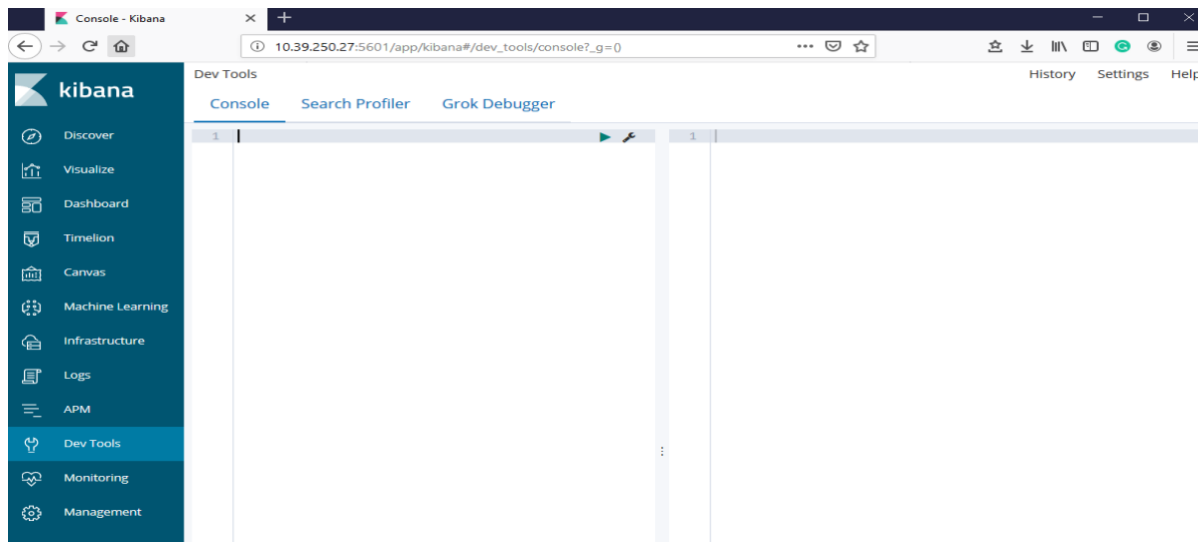 Console - Kibana
10.39.250.27:5601/app/kibana#/dev_tools/console?_g=()
kibana
Dev Tools
History Settings Help
Console Search Profiler Grok Debugger
1
1
Discover
Visualize
Dashboard
Timelion
Canvas
Machine Learning
Infrastructure
Logs
APM
Dev Tools
Monitoring
Management